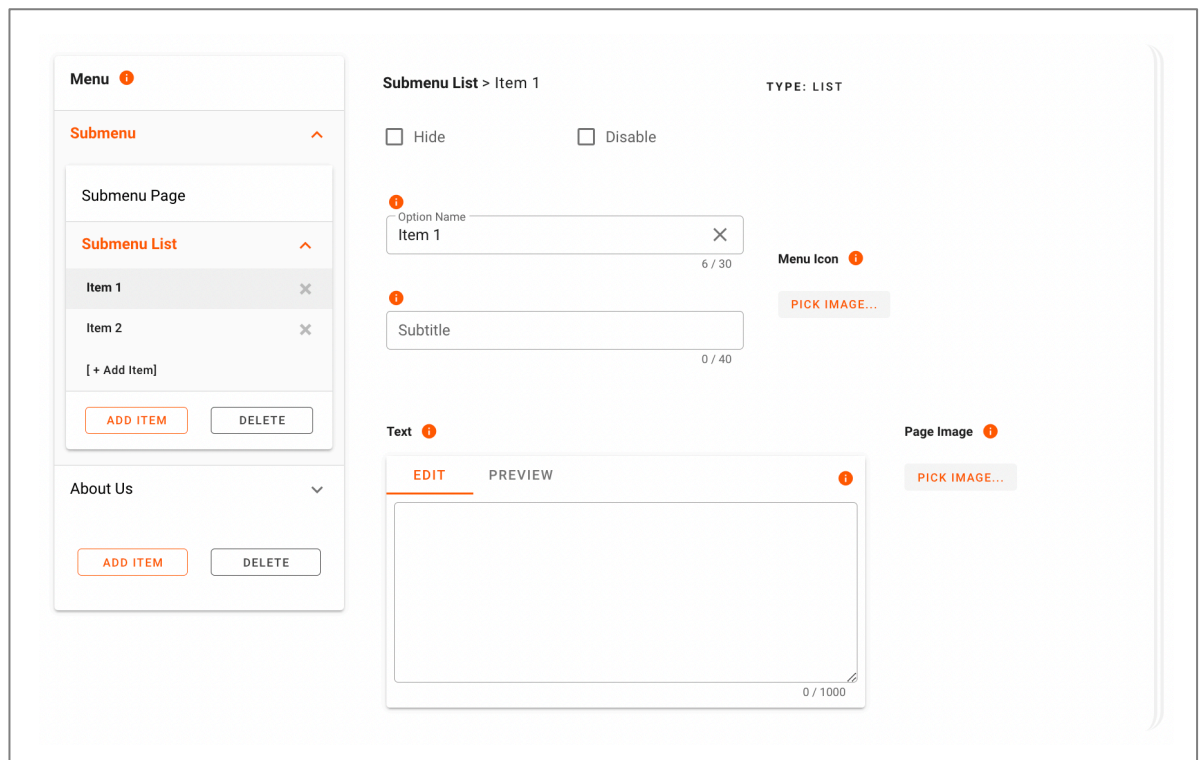 Menu
Submenu
Submenu Page
Submenu List
Item 1
Item 2
[ + Add Item]
ADD ITEM DELETE
About Us
ADD ITEM DELETE
Submenu List > Item 1
TYPE: LIST
Hide Disable
Option Name
Item 1
6 / 30
Menu Icon
PICK IMAGE...
Subtitle
0 / 40
Text
EDIT PREVIEW
0 / 1000
Page Image
PICK IMAGE...